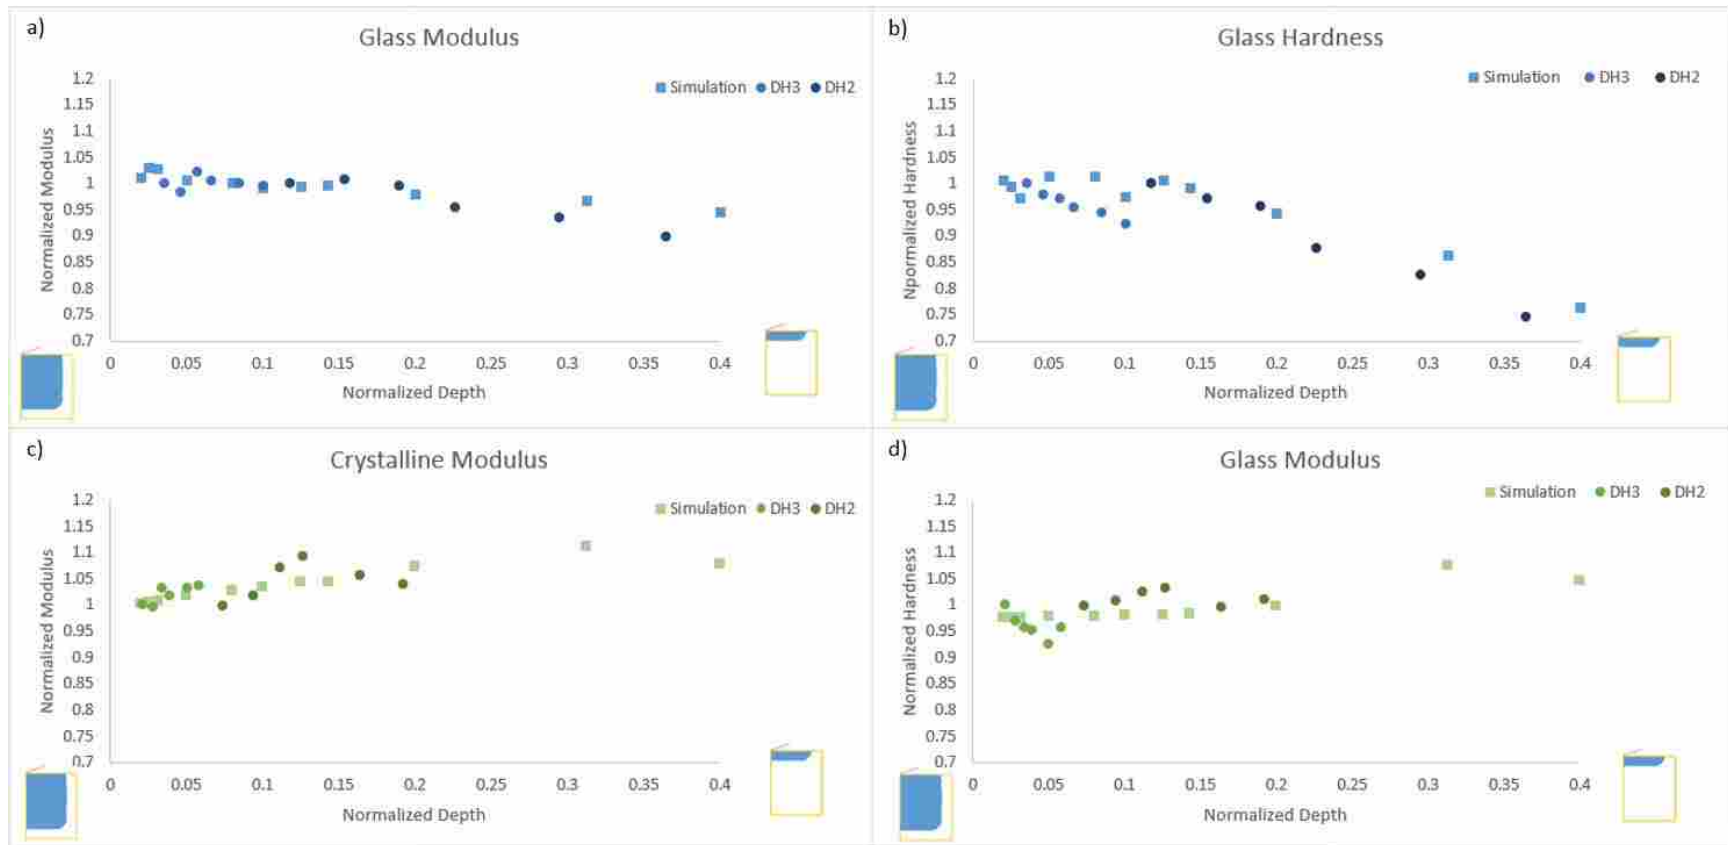 a)
Glass Modulus
Simulation DH3 DH2
Normalized Modulus
1.2
1.15
1.1
1.05
1
0.95
0.9
0.85
0.8
0.75
0.7
0 0.05 0.1 0.15 0.2 0.25 0.3 0.35 0.4
Normalized Depth
b)
Glass Hardness
Simulation DH3 DH2
Npormalized Hardness
1.2
1.15
1.1
1.05
1
0.95
0.9
0.85
0.8
0.75
0.7
0 0.05 0.1 0.15 0.2 0.25 0.3 0.35 0.4
Normalized Depth
c)
Crystalline Modulus
Simulation DH3 DH2
Normalized Modulus
1.2
1.15
1.1
1.05
1
0.95
0.9
0.85
0.8
0.75
0.7
0 0.05 0.1 0.15 0.2 0.25 0.3 0.35 0.4
Normalized Depth
d)
Glass Modulus
Simulation DH3 DH2
Normalized Hardness
1.2
1.15
1.1
1.05
1
0.95
0.9
0.85
0.8
0.75
0.7
0 0.05 0.1 0.15 0.2 0.25 0.3 0.35 0.4
Normalized Depth